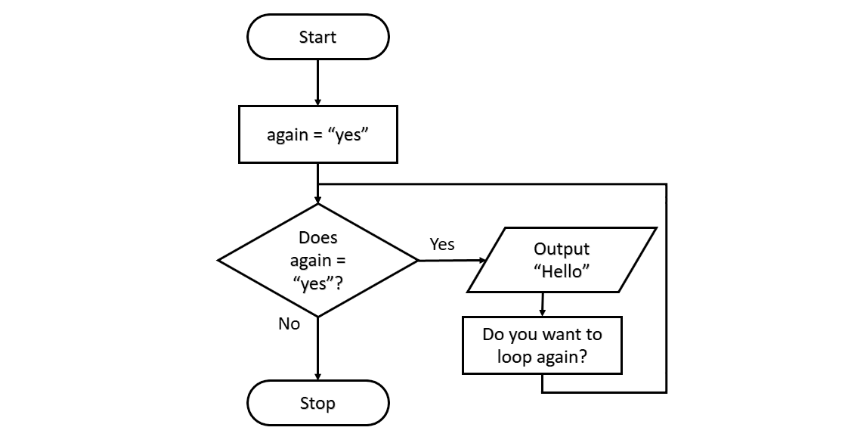 Start
again = “yes”
Does
again =
“yes”?
Yes
Output
“Hello”
Do you want to
loop again?
No
Stop